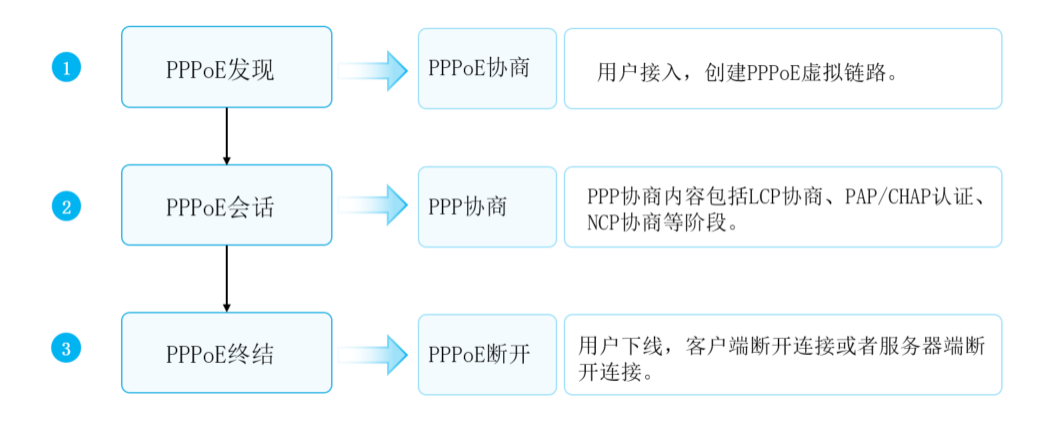 1
PPPoE发现
PPPoE协商
用户接入，创建PPPoE虚拟链路。
2
PPPoE会话
PPP协商
PPP协商内容包括LCP协商、PAP/CHAP认证、
NCP协商等阶段。
3
PPPoE终结
PPPoE断开
用户下线，客户端断开连接或者服务器端断
开连接。